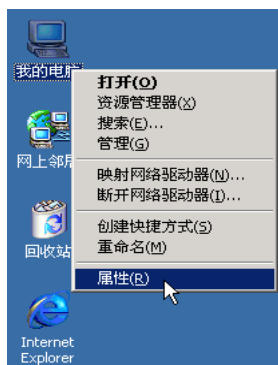 我的电脑
打开(O)
资源管理器(X)
搜索(E)...
管理(G)
网上邻居
映射网络驱动器(N)...
断开网络驱动器(I)...
创建快捷方式(S)
重命名(M)
回收站
属性(R)
Internet
Explorer